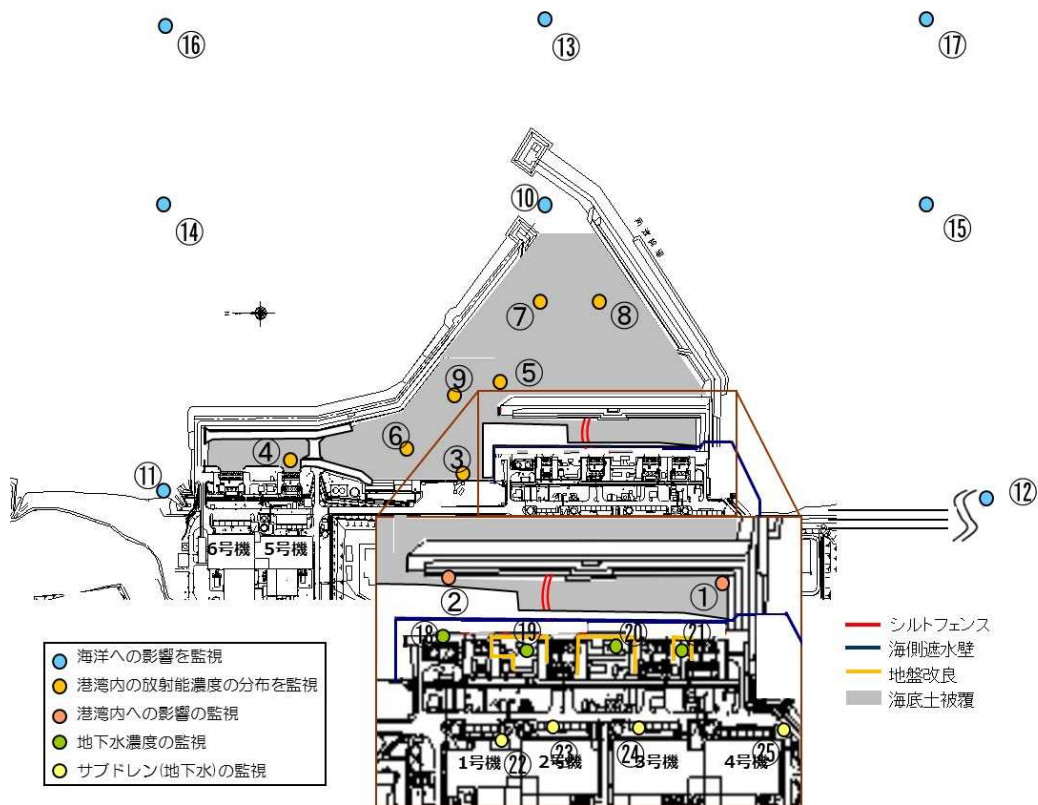 ⑯
⑬
⑰
⑭
⑩
⑮
⑦
⑧
⑤
⑨
⑥
④
③
⑪
⑫
6号機
5号機
②
①
⑱
⑲
⑳
㉑
㉒
㉓
㉔
㉕
1号機
2号機
3号機
4号機
シルトフェンス
海側遮水壁
地盤改良
海底土被覆
海洋への影響を監視
港湾内の放射能濃度の分布を監視
港湾内への影響の監視
地下水濃度の監視
サブドレン(地下水)の監視